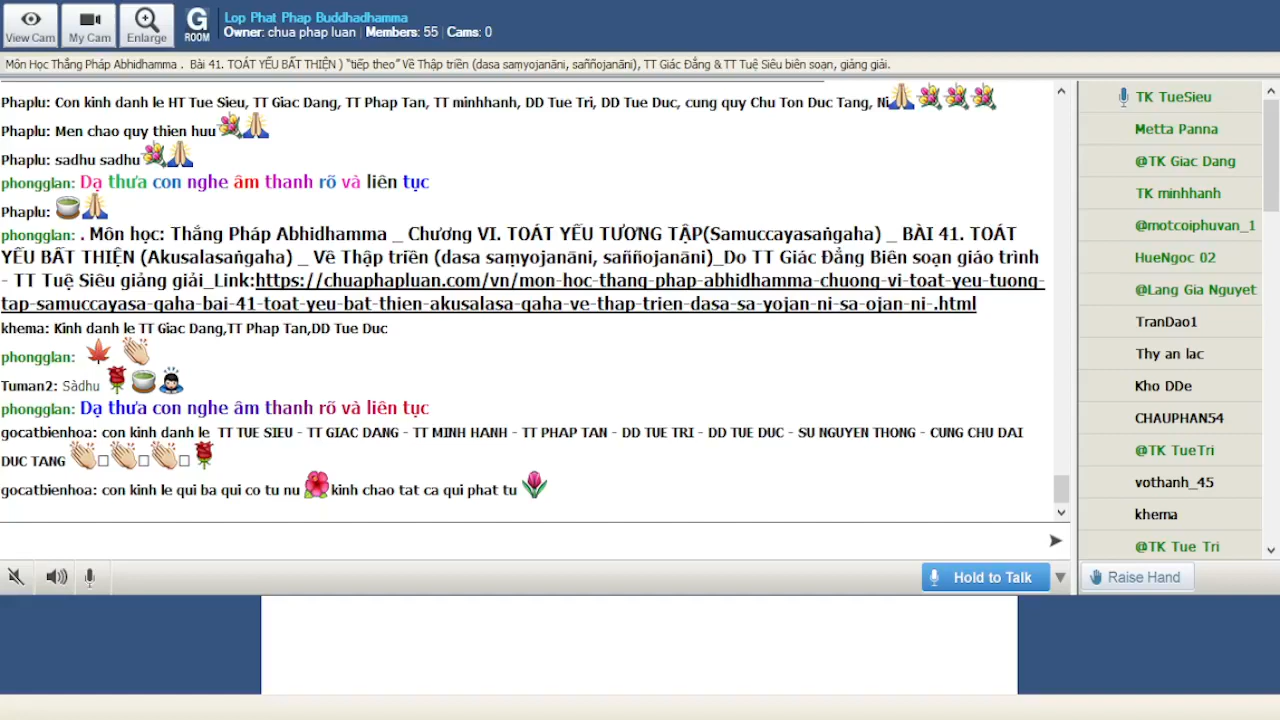 View Cam
My Cam
Enlarge
G
ROOM
Lop Phat Phap Buddhadhamma
Owner: chua phap luan | Members: 55 | Cams: 0
Môn Học Thắng Pháp Abhidhamma . Bài 41. TOÁT YẾU BẤT THIỆN ) “tiếp theo” Về Thập triền (dasa saṃyojanāni, saññojanāni), TT Giác Đẳng & TT Tuệ Siêu biên soạn, giảng giải.
Phaplu: Con kinh danh le HT Tue Sieu, TT Giac Dang, TT Phap Tan, TT minhhanh, DD Tue Tri, DD Tue Duc, cung quy Chu Ton Duc Tang, Ni
Phaplu: Men chao quy thien huu
Phaplu: sadhu sadhu
phongglan: Dạ thưa con nghe âm thanh rõ và liên tục
Phaplu:
phongglan: . Môn học: Thắng Pháp Abhidhamma _ Chương VI. TOÁT YẾU TƯƠNG TẬP(Samuccayasaṅgaha) _ BÀI 41. TOÁT
YẾU BẤT THIỆN (Akusalasaṅgaha) _ Về Thập triền (dasa saṃyojanāni, saññojanāni)_Do TT Giác Đẳng Biên soạn giáo trình
- TT Tuệ Siêu giảng giải_Link:https://chuaphapluan.com/vn/mon-hoc-thang-phap-abhidhamma-chuong-vi-toat-yeu-tuong-
tap-samuccayasa-gaha-bai-41-toat-yeu-bat-thien-akusalasa-gaha-ve-thap-trien-dasa-sa-yojan-ni-sa-ojan-ni-.html
khema: Kinh danh le TT Giac Dang,TT Phap Tan,DD Tue Duc
phongglan:
Tuman2: Sàdhu
phongglan: Dạ thưa con nghe âm thanh rõ và liên tục
gocatbienhoa: con kinh danh le TT TUE SIEU - TT GIAC DANG - TT MINH HANH - TT PHAP TAN - DD TUE TRI - DD TUE DUC - SU NGUYEN THONG - CUNG CHU DAI
DUC TANG
gocatbienhoa: con kinh le qui ba qui co tu nu kinh chao tat ca qui phat tu
Hold to Talk
TK TueSieu
Metta Panna
@TK Giac Dang
TK minhhanh
@motcoiphuvan_1
HueNgoc 02
@Lang Gia Nguyet
TranDao1
Thy an lac
Kho DDe
CHAUPHAN54
@TK TueTri
vothanh_45
khema
@TK Tue Tri
Raise Hand